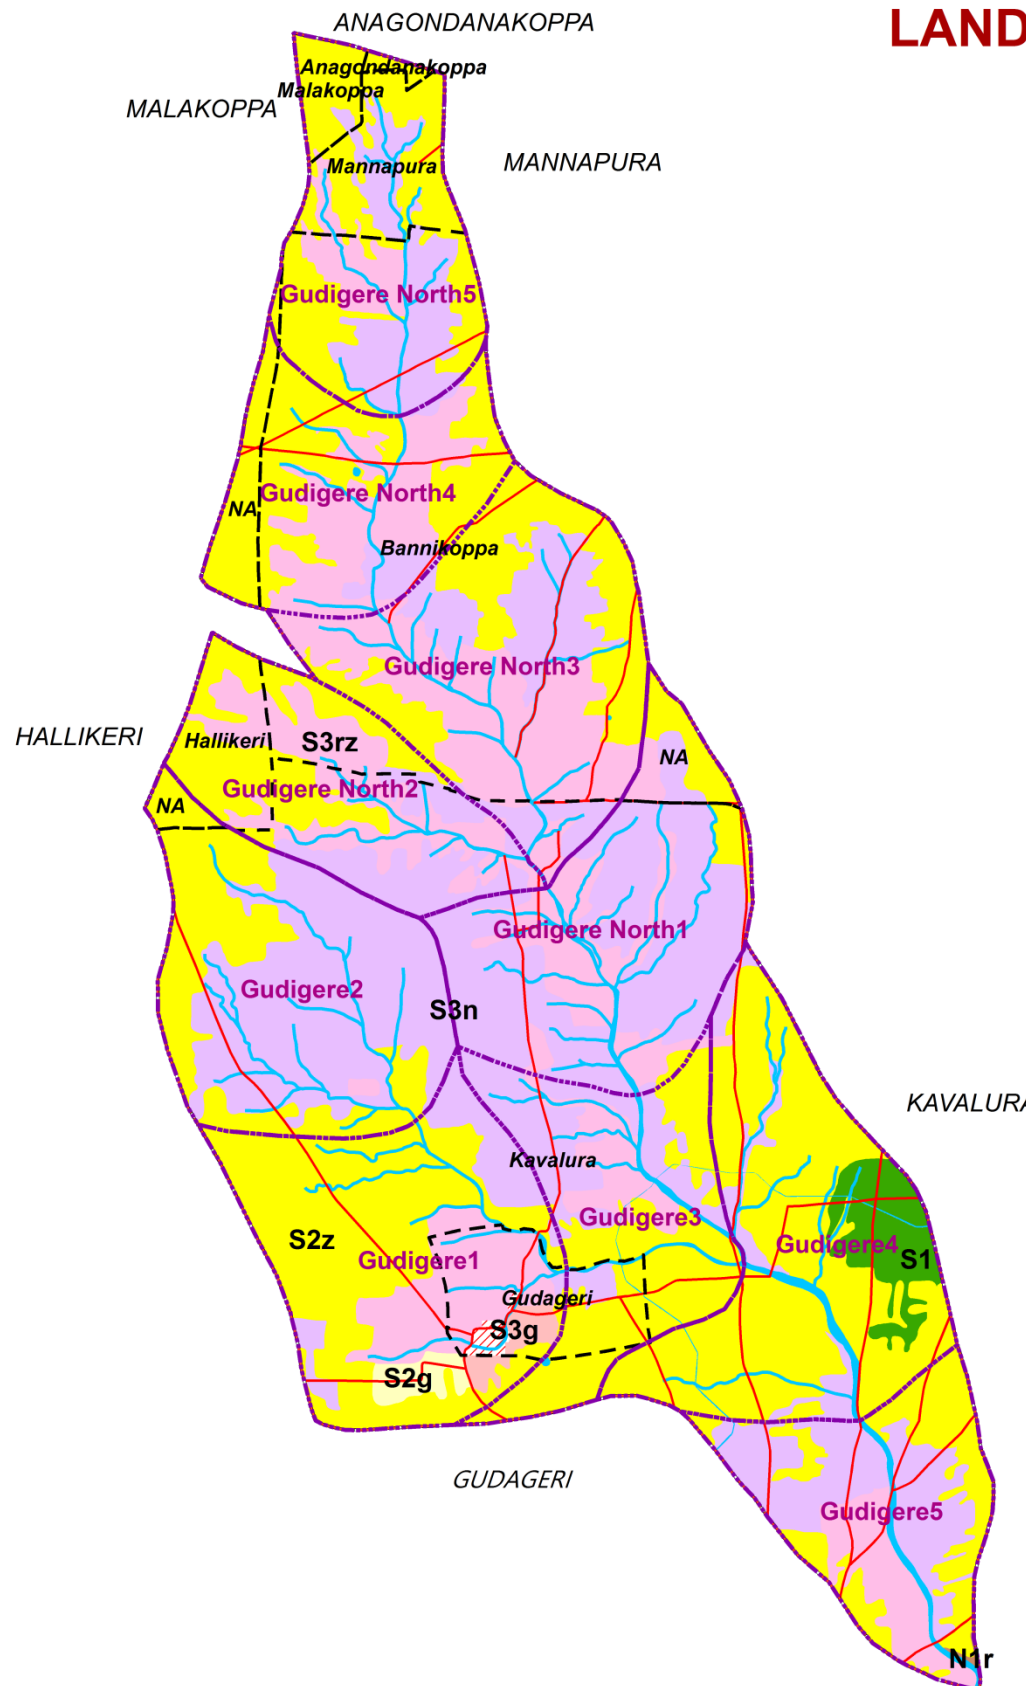 LAND
ANAGONDANAKOPPA
Anagondanakoppa
Malakoppa
MALAKOPPA
MANNAPURA
Mannapura
Gudigere North5
Gudigere North4
NA
Bannikoppa
Gudigere North3
HALLIKERI
Hallikeri
S3rz
NA
Gudigere North2
NA
Gudigere North1
Gudigere2
S3n
KAVALURA
Kavalura
Gudigere3
S2z
Gudigere4
Gudigere1
S1
Gudageri
S3g
S2g
GUDAGERI
Gudigere5
N1r